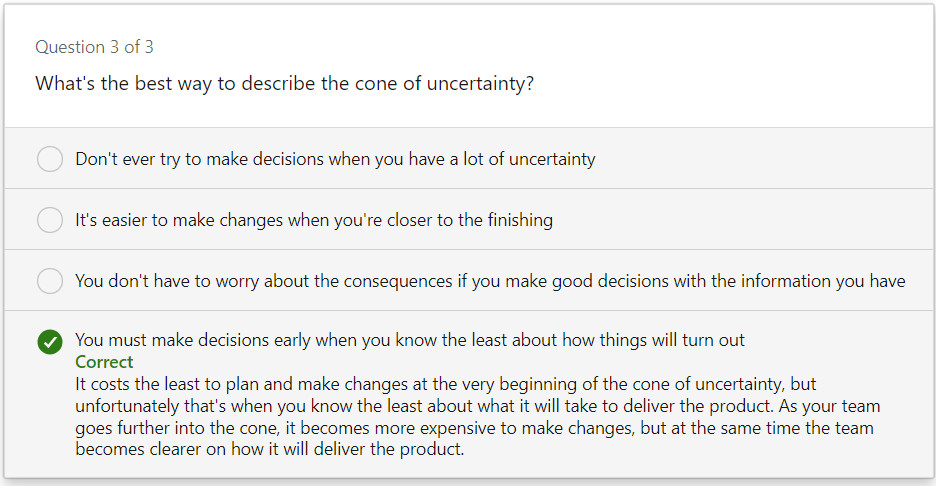 Question 3 of 3
What's the best way to describe the cone of uncertainty?
Don't ever try to make decisions when you have a lot of uncertainty
It's easier to make changes when you're closer to the finishing
You don't have to worry about the consequences if you make good decisions with the information you have
You must make decisions early when you know the least about how things will turn out
Correct
It costs the least to plan and make changes at the very beginning of the cone of uncertainty, but
unfortunately that's when you know the least about what it will take to deliver the product. As your team
goes further into the cone, it becomes more expensive to make changes, but at the same time the team
becomes clearer on how it will deliver the product.